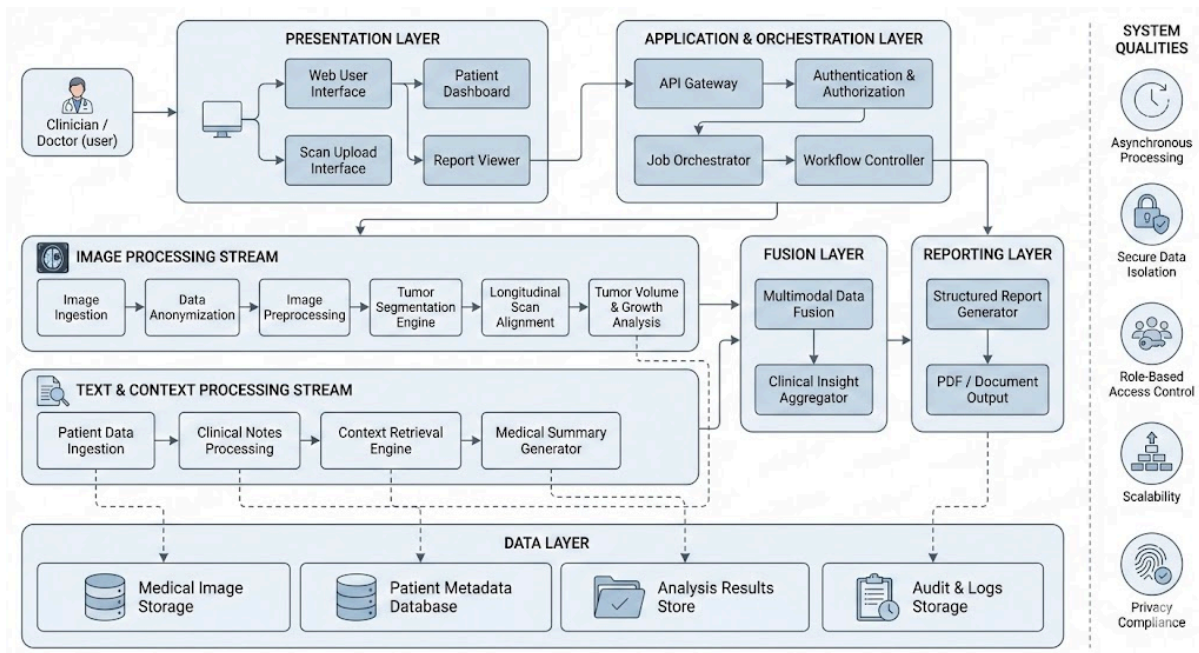 PRESENTATION LAYER
APPLICATION & ORCHESTRATION LAYER
SYSTEM
QUALITIES
Clinician /
Doctor (user)
Web User
Interface
Patient
Dashboard
Scan Upload
Interface
Report Viewer
API Gateway
Authentication &
Authorization
Job Orchestrator
Workflow Controller
Asynchronous
Processing
Secure Data
Isolation
Role-Based
Access Control
Scalability
Privacy
Compliance
IMAGE PROCESSING STREAM
Image
Ingestion
Data
Anonymization
Image
Preprocessing
Tumor
Segmentation
Engine
Longitudinal
Scan
Alignment
Tumor Volume
& Growth
Analysis
FUSION LAYER
Multimodal Data
Fusion
Clinical Insight
Aggregator
REPORTING LAYER
Structured Report
Generator
PDF / Document
Output
TEXT & CONTEXT PROCESSING STREAM
Patient Data
Ingestion
Clinical Notes
Processing
Context Retrieval
Engine
Medical Summary
Generator
DATA LAYER
Medical Image
Storage
Patient Metadata
Database
Analysis Results
Store
Audit & Logs
Storage